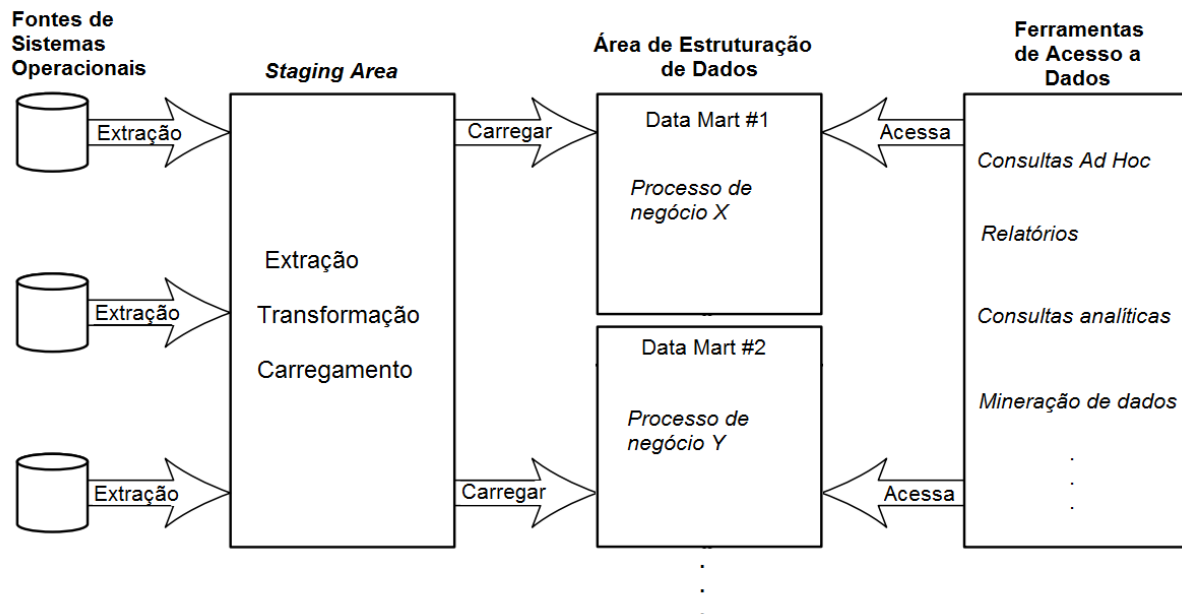 Fontes de
Sistemas
Operacionais
Staging Area
Área de Estruturação
de Dados
Ferramentas
de Acesso a
Dados
Extração
Extração
Extração
Extração
Transformação
Carregamento
Carregar
Carregar
Data Mart #1
Processo de
negócio X
Data Mart #2
Processo de
negócio Y
Acessa
Acessa
Consultas Ad Hoc
Relatórios
Consultas analíticas
Mineração de dados